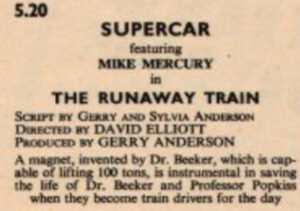 5.20
SUPERCAR
featuring
MIKE MERCURY
in
THE RUNAWAY TRAIN
SCRIPT BY GERRY AND SYLVIA ANDERSON
DIRECTED BY DAVID ELLIOTT
PRODUCED BY GERRY ANDERSON
A magnet, invented by Dr. Beeker, which is cap-
able of lifting 100 tons, is instrumental in saving
the life of Dr. Beeker and Professor Popkiss
when they become train drivers for the day